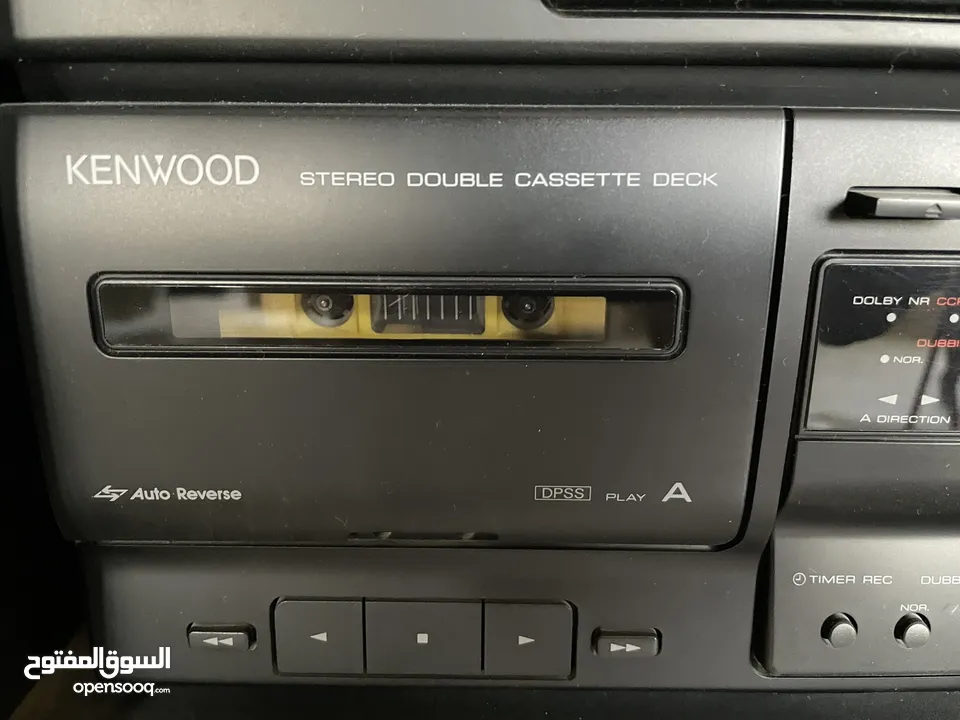 KENWOOD
STEREO DOUBLE CASSETTE DECK
DOLBY NR
NOR.
A DIRECTION
Auto Reverse
DPSS PLAY A
TIMER REC
NOR.
السوق المفتوح
opensooq.com